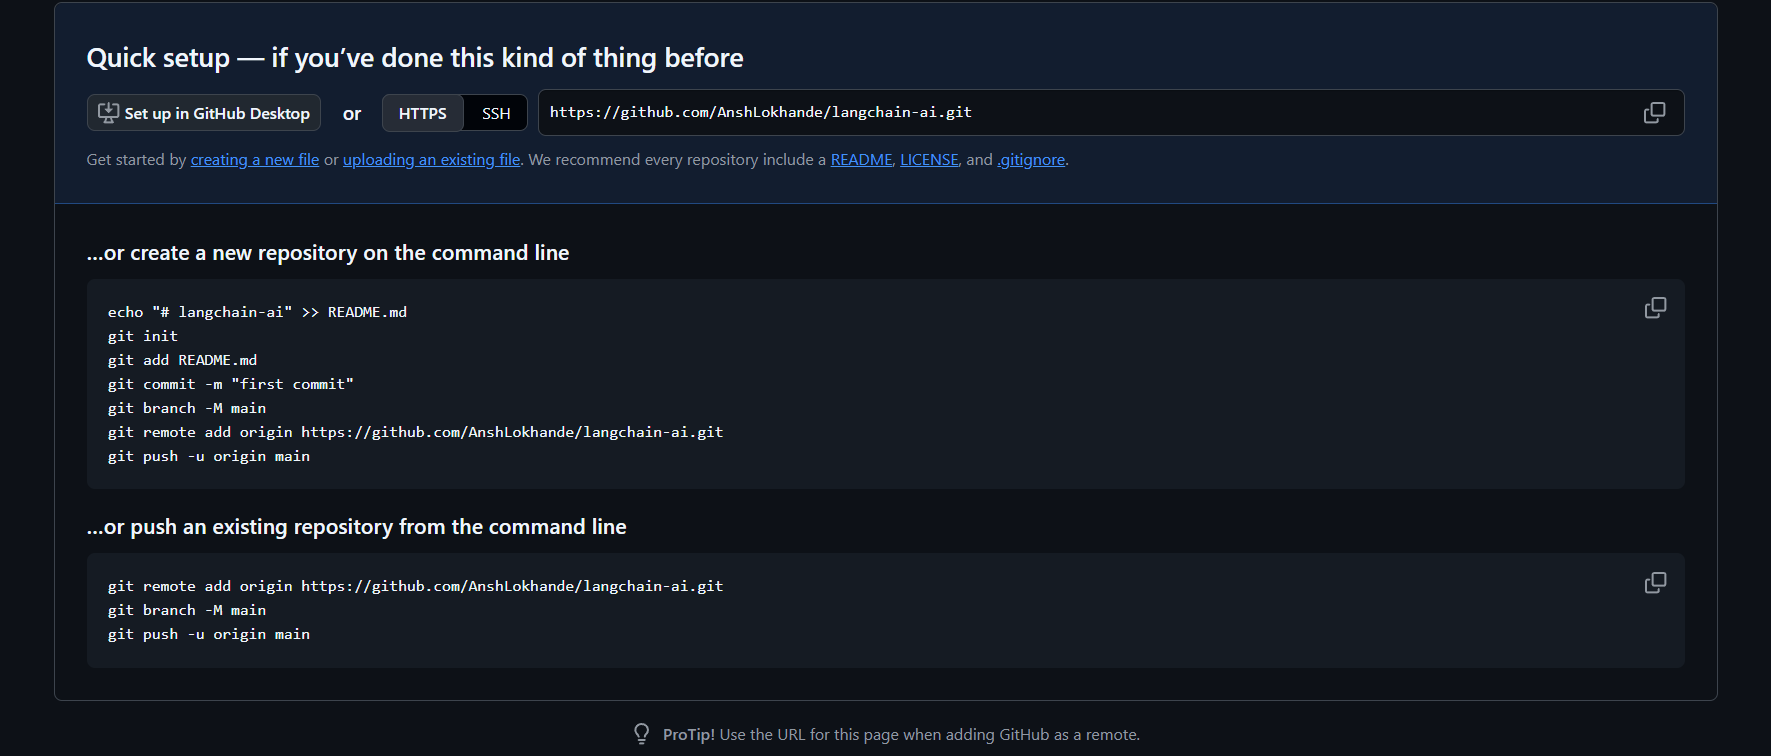 Quick setup — if you’ve done this kind of thing before
Set up in GitHub Desktop or HTTPS SSH https://github.com/AnshLokhande/langchain-ai.git
Get started by creating a new file or uploading an existing file. We recommend every repository include a README, LICENSE, and .gitignore.
…or create a new repository on the command line
echo "# langchain-ai" >> README.md
git init
git add README.md
git commit -m "first commit"
git branch -M main
git remote add origin https://github.com/AnshLokhande/langchain-ai.git
git push -u origin main
…or push an existing repository from the command line
git remote add origin https://github.com/AnshLokhande/langchain-ai.git
git branch -M main
git push -u origin main
ProTip! Use the URL for this page when adding GitHub as a remote.